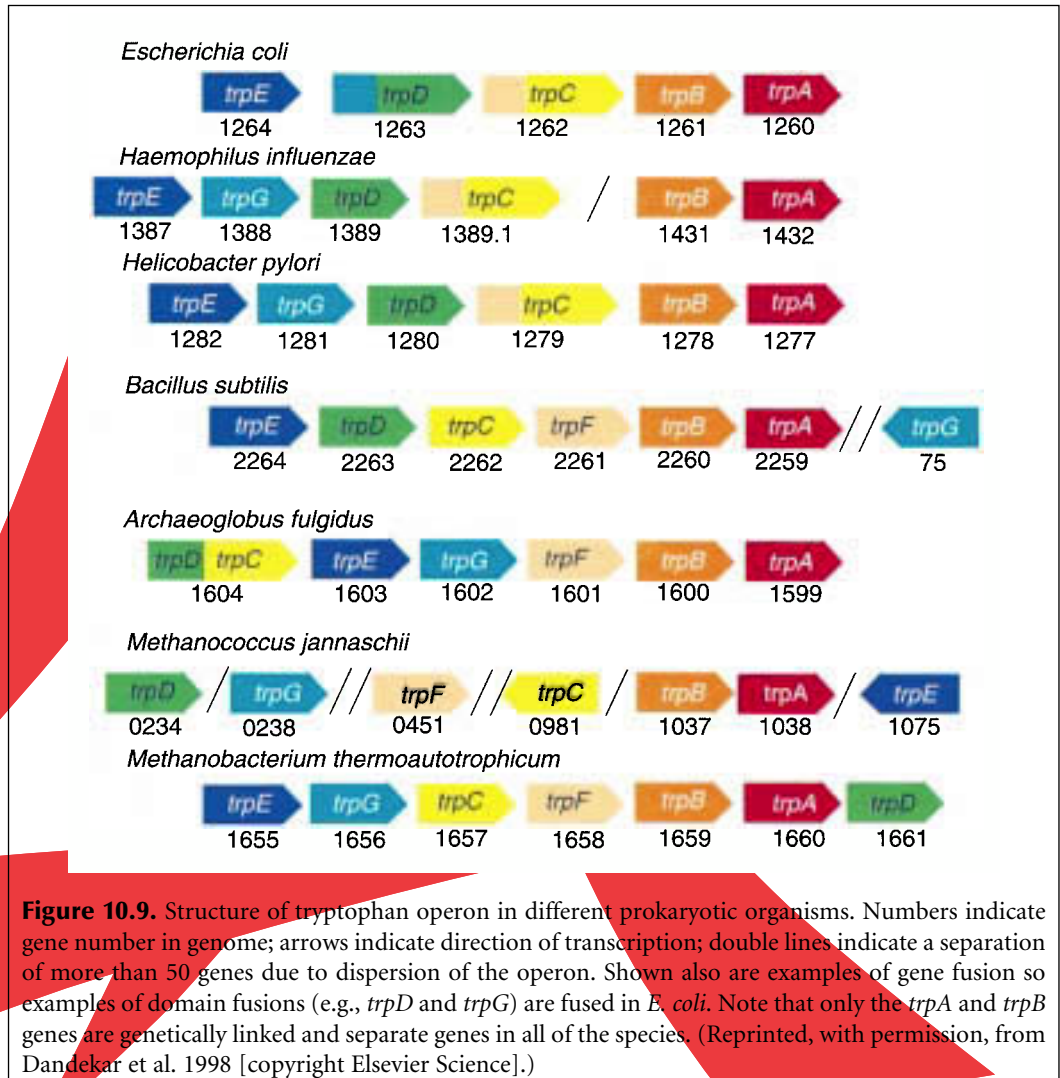 Escherichia coli
trpE trpD trpC trpB trpA
1264 1263 1262 1261 1260
Haemophilus influenzae
trpE trpG trpD trpC / trpB trpA
1387 1388 1389 1389.1 1431 1432
Helicobacter pylori
trpE trpG trpD trpC trpB trpA
1282 1281 1280 1279 1278 1277
Bacillus subtilis
trpE trpD trpC trpF trpB trpA // trpG
2264 2263 2262 2261 2260 2259 75
Archaeoglobus fulgidus
trpD trpC trpE trpG trpF trpB trpA
1604 1603 1602 1601 1600 1599
Methanococcus jannaschii
trpD / trpG // trpF // trpC / trpB trpA / trpE
0234 0238 0451 0981 1037 1038 1075
Methanobacterium thermoautotrophicum
trpE trpG trpC trpF trpB trpA trpD
1655 1656 1657 1658 1659 1660 1661
Figure 10.9. Structure of tryptophan operon in different prokaryotic organisms. Numbers indicate
gene number in genome; arrows indicate direction of transcription; double lines indicate a separation
of more than 50 genes due to dispersion of the operon. Shown also are examples of gene fusion so
examples of domain fusions (e.g., trpD and trpG) are fused in E. coli. Note that only the trpA and trpB
genes are genetically linked and separate genes in all of the species. (Reprinted, with permission, from
Dandekar et al. 1998 [copyright Elsevier Science].)